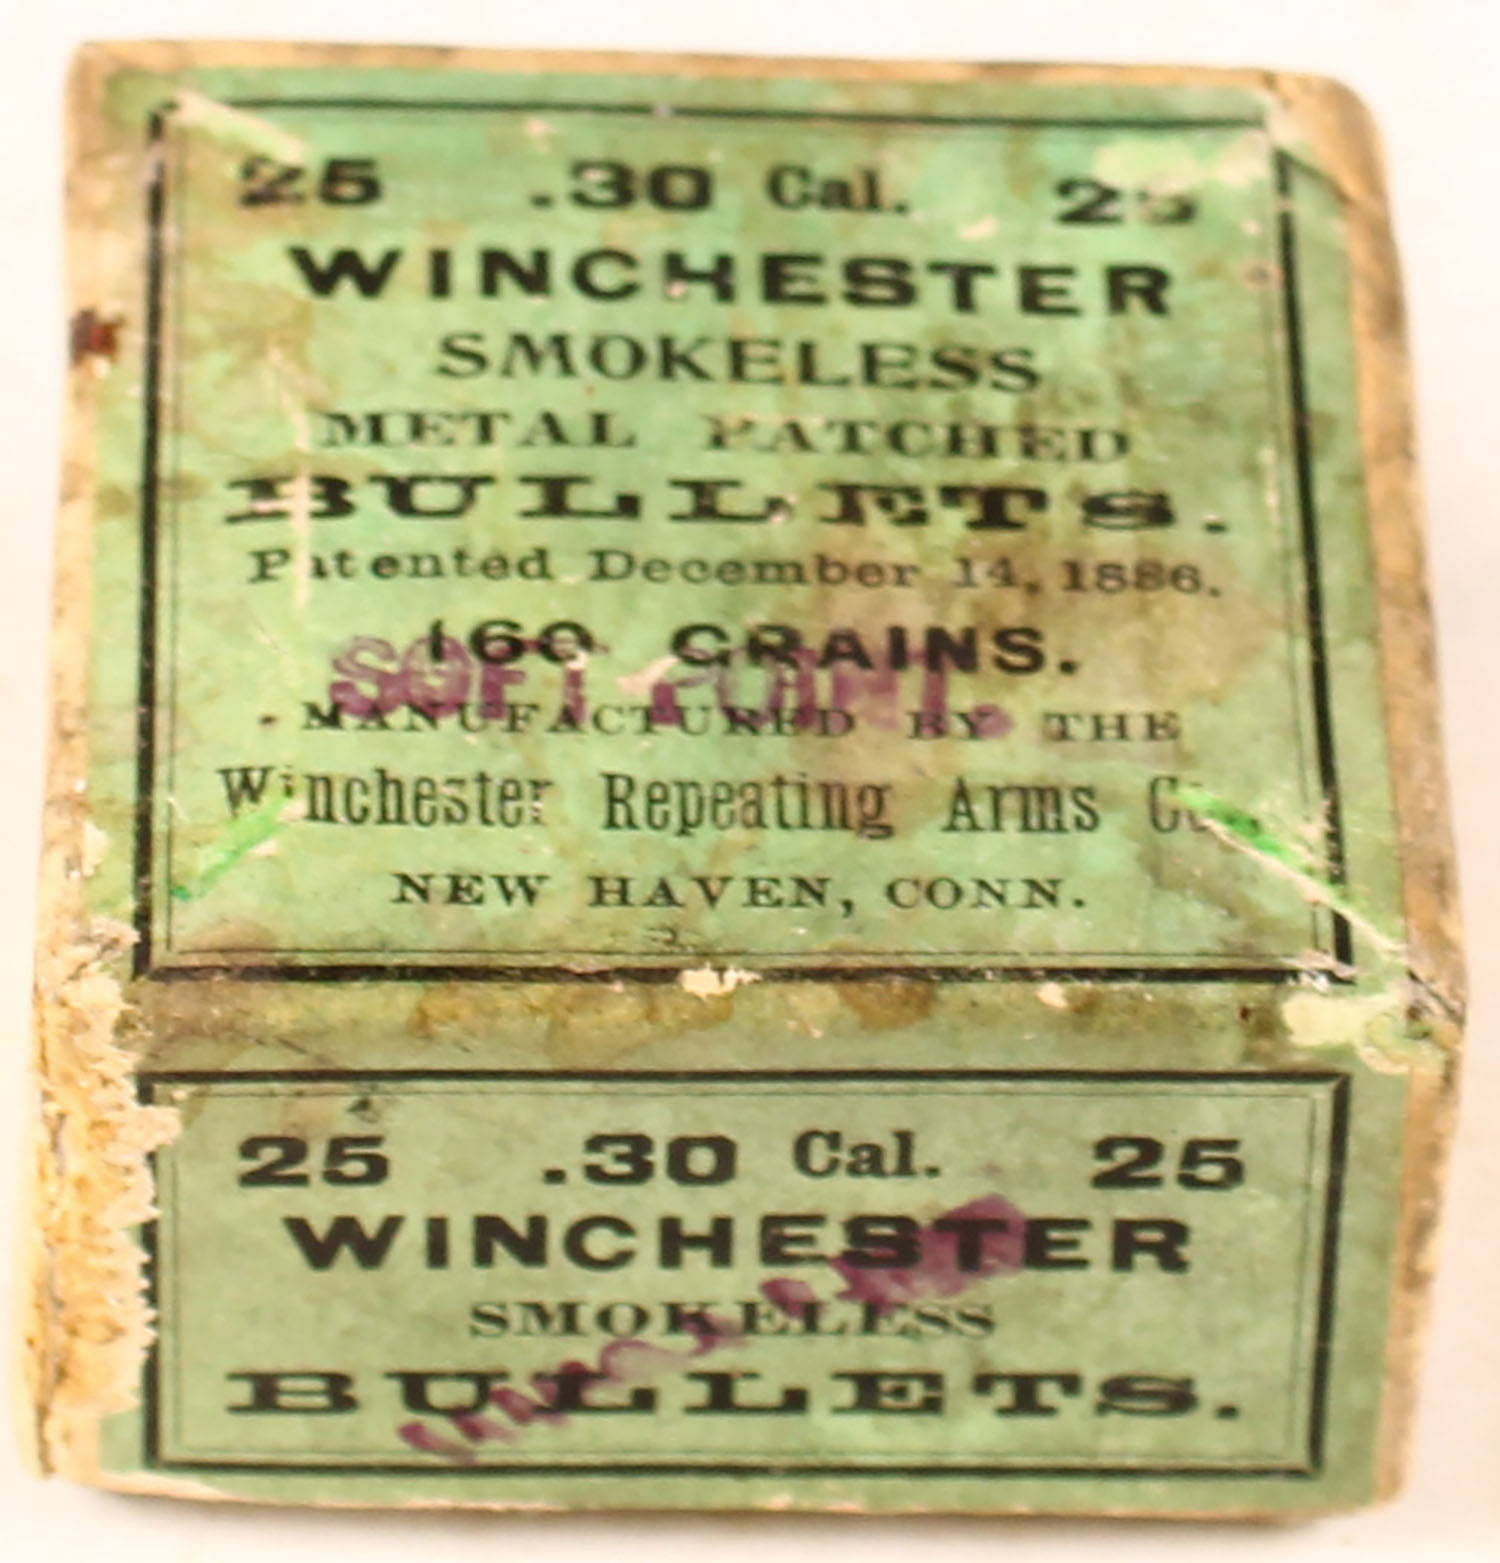 25 .30 Cal. 25
WINCHESTER
SMOKELESS
METAL PATCHED
BULLETS.
Patented December 14, 1886.
160 GRAINS.
SOFT POINT.
MANUFACTURED BY THE
Winchester Repeating Arms Co.
NEW HAVEN, CONN.
25 .30 Cal. 25
WINCHESTER
SMOKELESS
BULLETS.